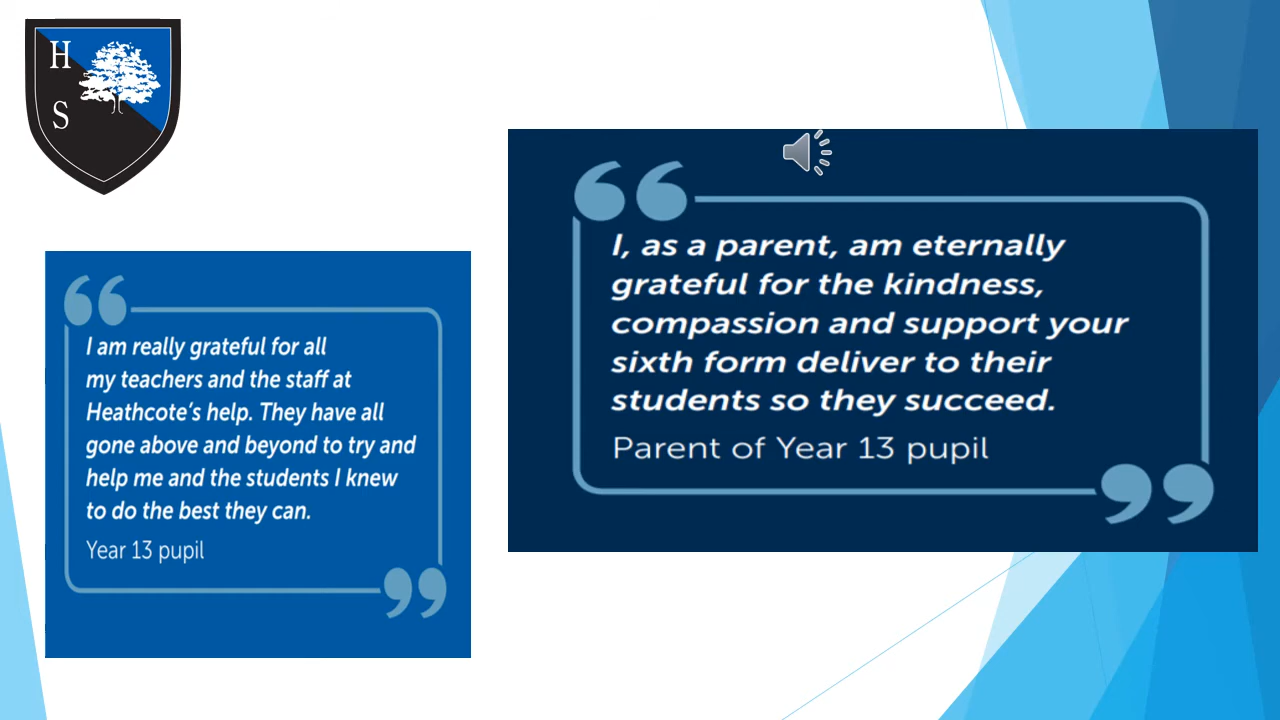 H
S
I am really grateful for all
my teachers and the staff at
Heathcote's help. They have all
gone above and beyond to try and
help me and the students I knew
to do the best they can.
Year 13 pupil
I, as a parent, am eternally
grateful for the kindness,
compassion and support your
sixth form deliver to their
students so they succeed.
Parent of Year 13 pupil